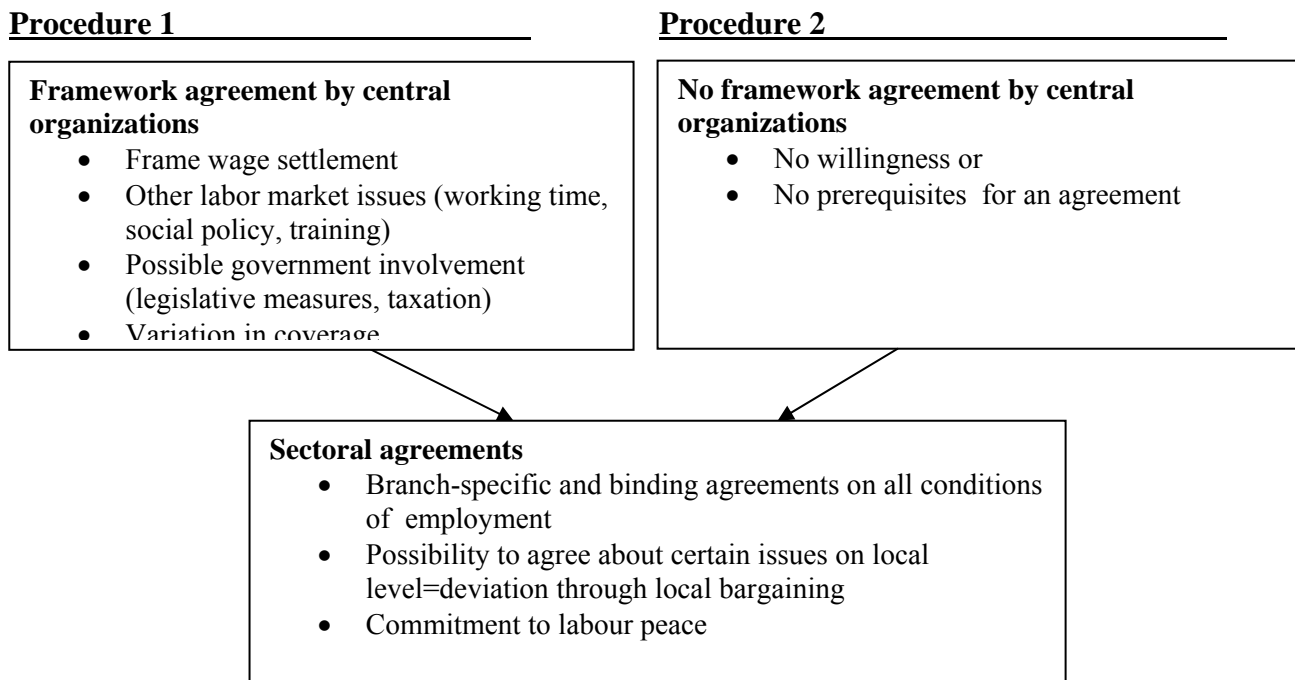 Procedure 1
Framework agreement by central
organizations
• Frame wage settlement
• Other labor market issues (working time,
social policy, training)
• Possible government involvement
(legislative measures, taxation)
• Variation in coverage
Procedure 2
No framework agreement by central
organizations
• No willingness or
• No prerequisites for an agreement
Sectoral agreements
• Branch-specific and binding agreements on all conditions
of employment
• Possibility to agree about certain issues on local
level=deviation through local bargaining
• Commitment to labour peace